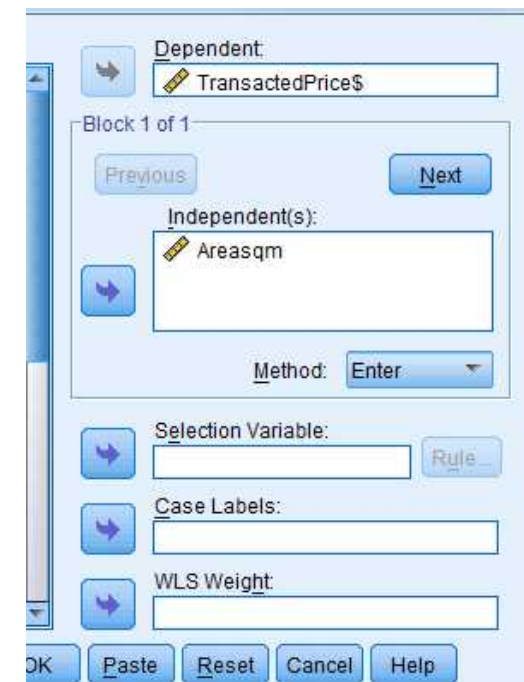 Dependent:
TransactedPrice$
Block 1 of 1
Previous Next
Independent(s):
Areasqm
Method: Enter
Selection Variable:
Rule...
Case Labels:
WLS Weight:
OK Paste Reset Cancel Help